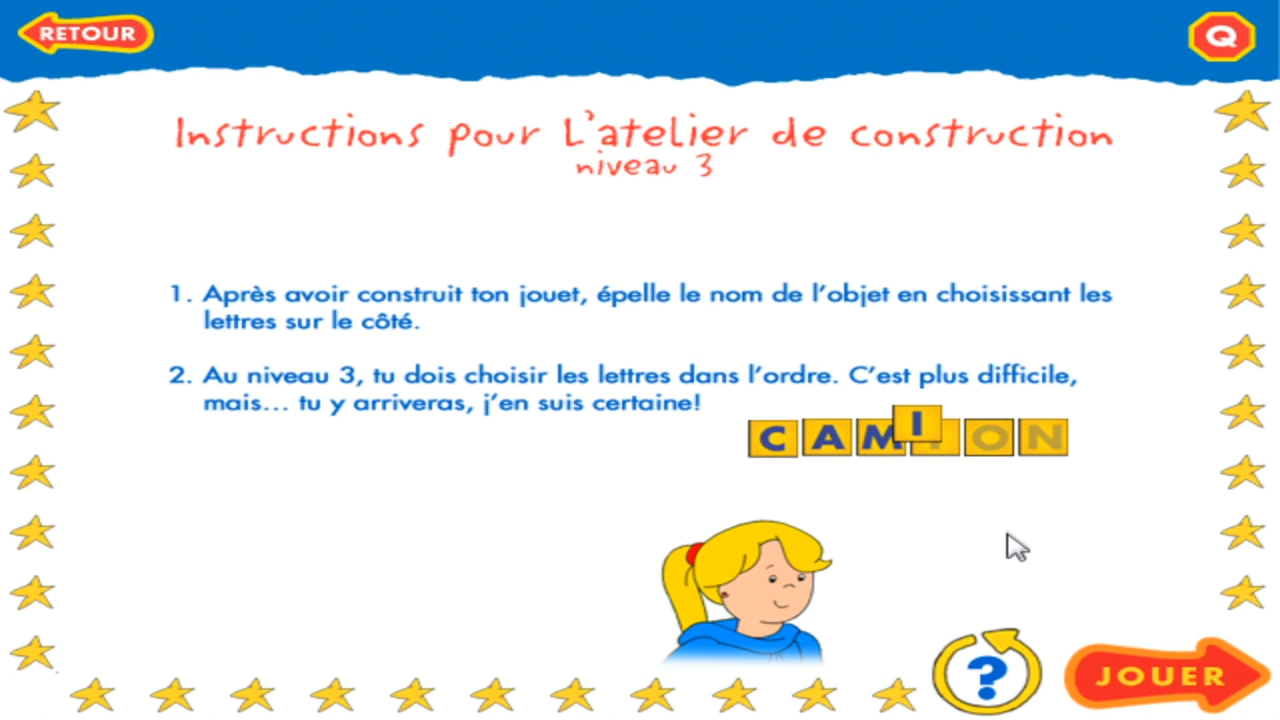 RETOUR
Q
Instructions pour L'atelier de construction
niveau 3
1. Après avoir construit ton jouet, épelle le nom de l'objet en choisissant les
lettres sur le côté.
2. Au niveau 3, tu dois choisir les lettres dans l'ordre. C'est plus difficile,
mais... tu y arriveras, j'en suis certaine!
CAMION
?
JOUER